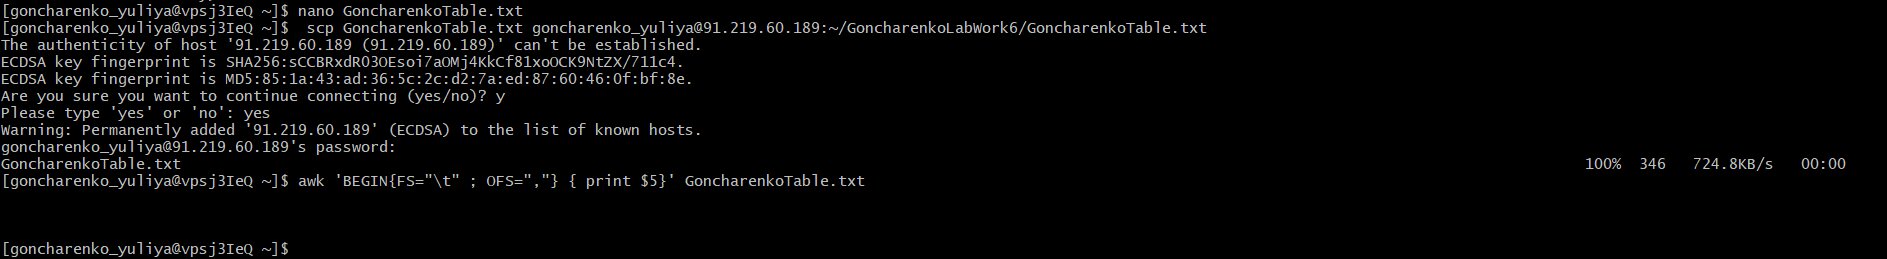 [goncharenko_yuliya@vpsj3IeQ ~]$ nano GoncharenkoTable.txt
[goncharenko_yuliya@vpsj3IeQ ~]$  scp GoncharenkoTable.txt goncharenko_yuliya@91.219.60.189:~/GoncharenkoLabWork6/GoncharenkoTable.txt
The authenticity of host '91.219.60.189 (91.219.60.189)' can't be established.
ECDSA key fingerprint is SHA256:sCCBRxdR03OEsoi7aOMj4KkCf81xoOCK9NtZX/711c4.
ECDSA key fingerprint is MD5:85:1a:43:ad:36:5c:2c:d2:7a:ed:87:60:46:0f:bf:8e.
Are you sure you want to continue connecting (yes/no)? y
Please type 'yes' or 'no': yes
Warning: Permanently added '91.219.60.189' (ECDSA) to the list of known hosts.
goncharenko_yuliya@91.219.60.189's password:
GoncharenkoTable.txt 100% 346 724.8KB/s 00:00
[goncharenko_yuliya@vpsj3IeQ ~]$ awk 'BEGIN{FS="\t" ; OFS=","} { print $5}' GoncharenkoTable.txt
[goncharenko_yuliya@vpsj3IeQ ~]$